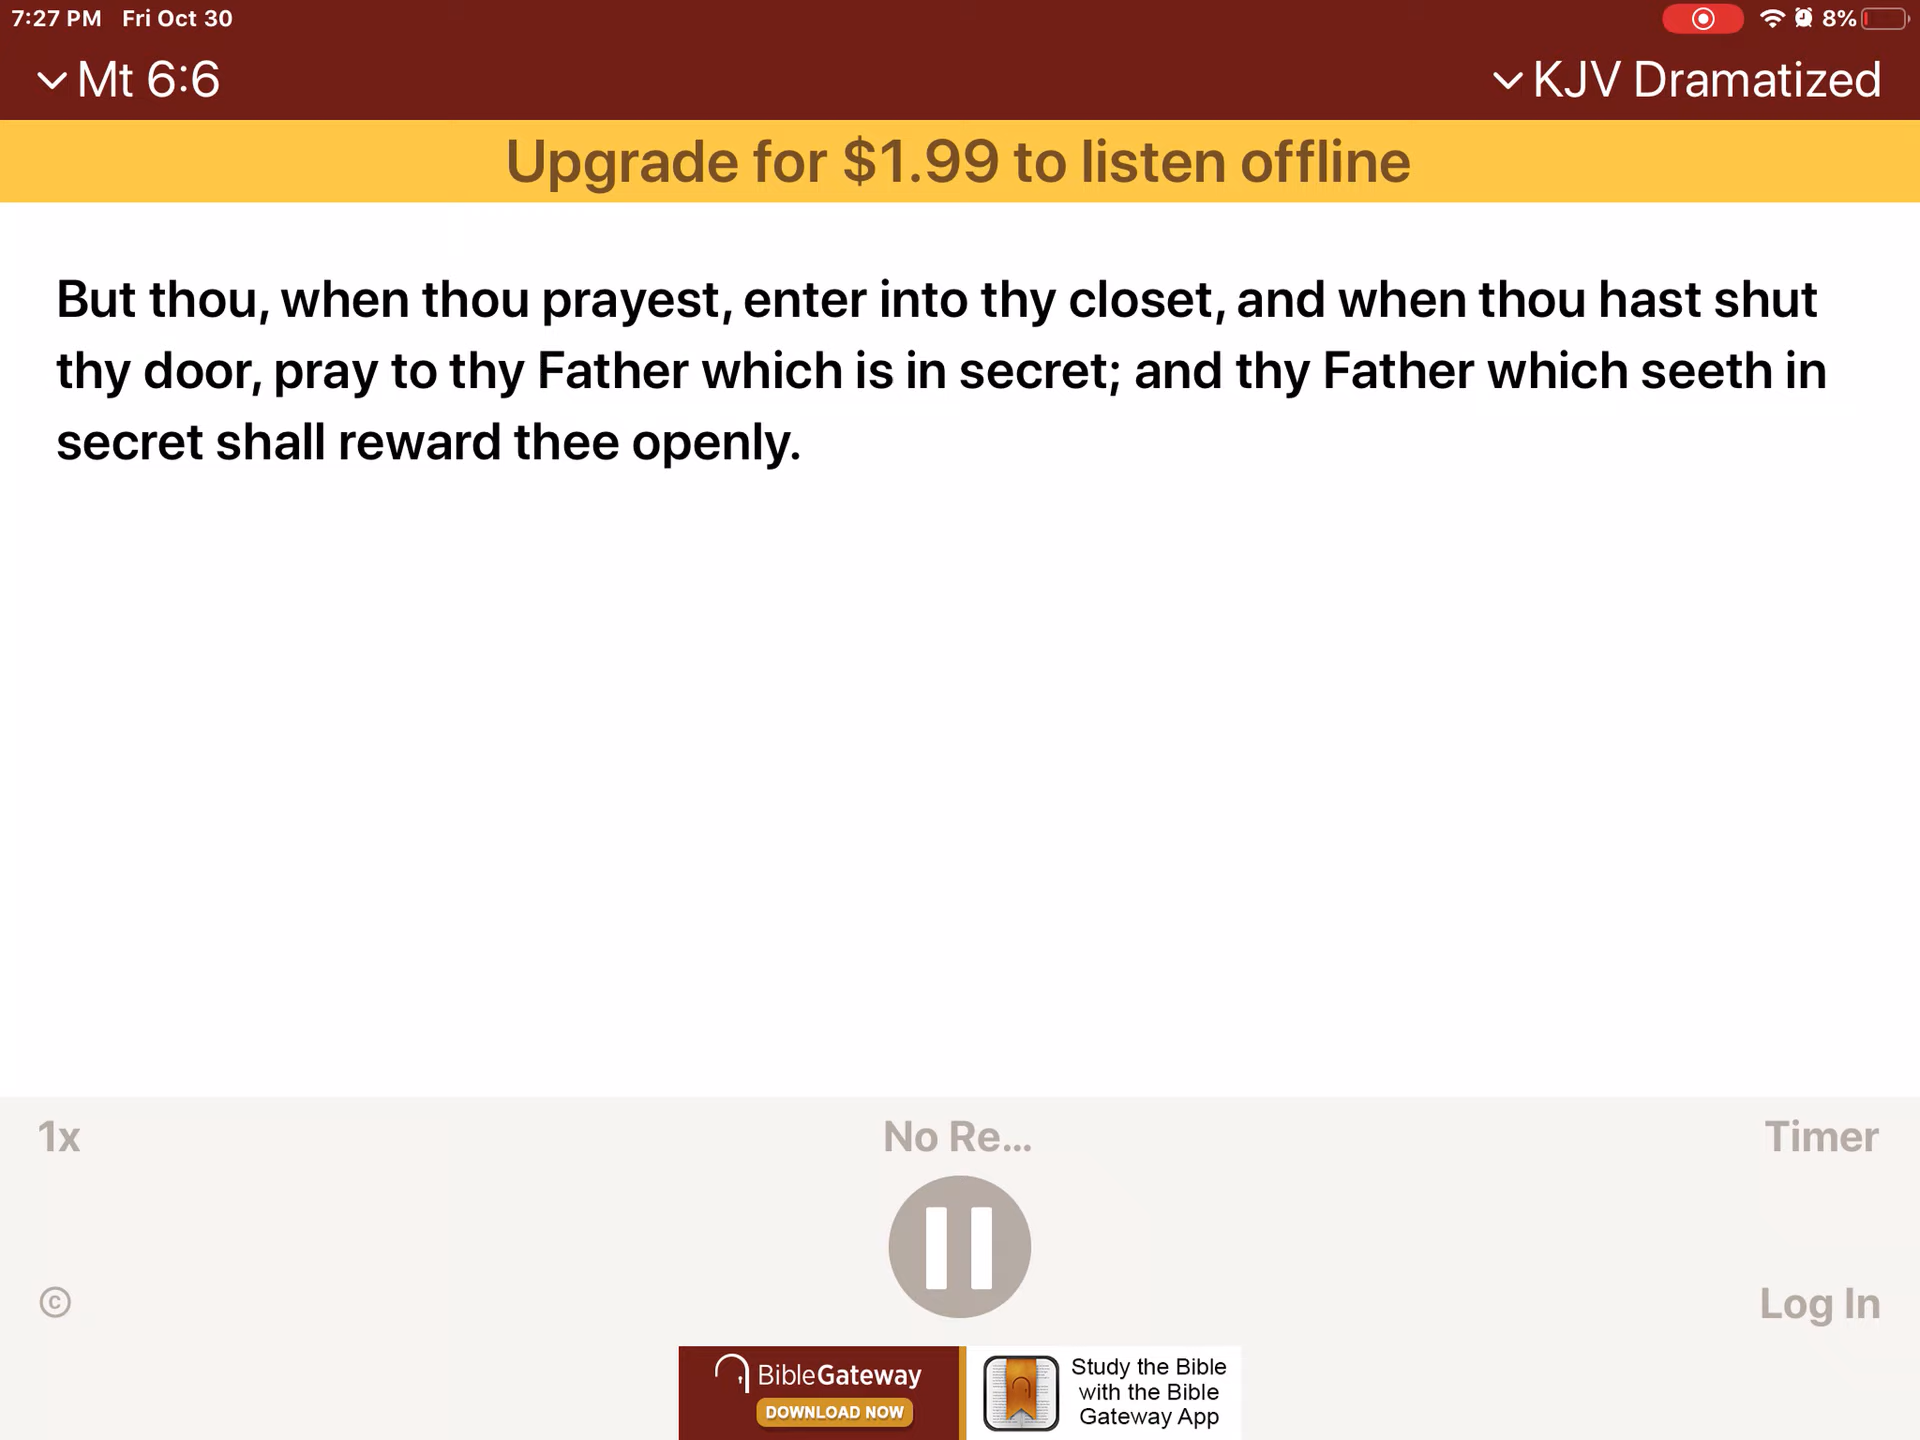 7:27 PM Fri Oct 30 8%
Mt 6:6 KJV Dramatized
Upgrade for $1.99 to listen offline
But thou, when thou prayest, enter into thy closet, and when thou hast shut
thy door, pray to thy Father which is in secret; and thy Father which seeth in
secret shall reward thee openly.
1x No Re... Timer
© Log In
BibleGateway
DOWNLOAD NOW
Study the Bible
with the Bible
Gateway App